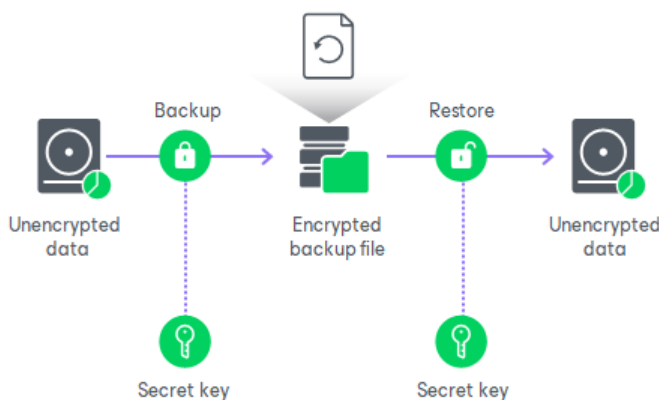 Backup
Restore
Unencrypted
data
Encrypted
backup file
Unencrypted
data
Secret key
Secret key